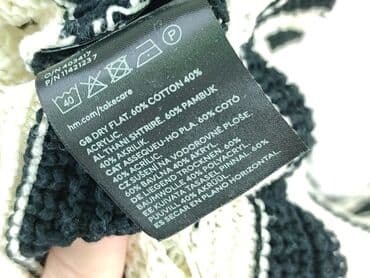 O/N 403417
P/N 11421237
40
P
hm.com/takecare
GB DRY FLAT. 60% COTTON 40%
ACRYLIC.
AL THANI SHTRIRË. 60% PAMBUK
40% AKRILIK.
CAT ASSEQUEU-HO PLA. 60% COTÓ
40% ACRÍLIC.
CZ SUŠENÍ NA VODOROVNÉ PLOŠE.
60% BAVLNA 40% AKRYL.
DE LIEGEND TROCKNEN. 60%
BAUMWOLLE 40% POLYACRYL.
EE KUIVATA TASASEL PINNAL. 60%
PUUVILL 40% AKRÜÜL.
ES SECAR EN PLANO HORIZONTAL.